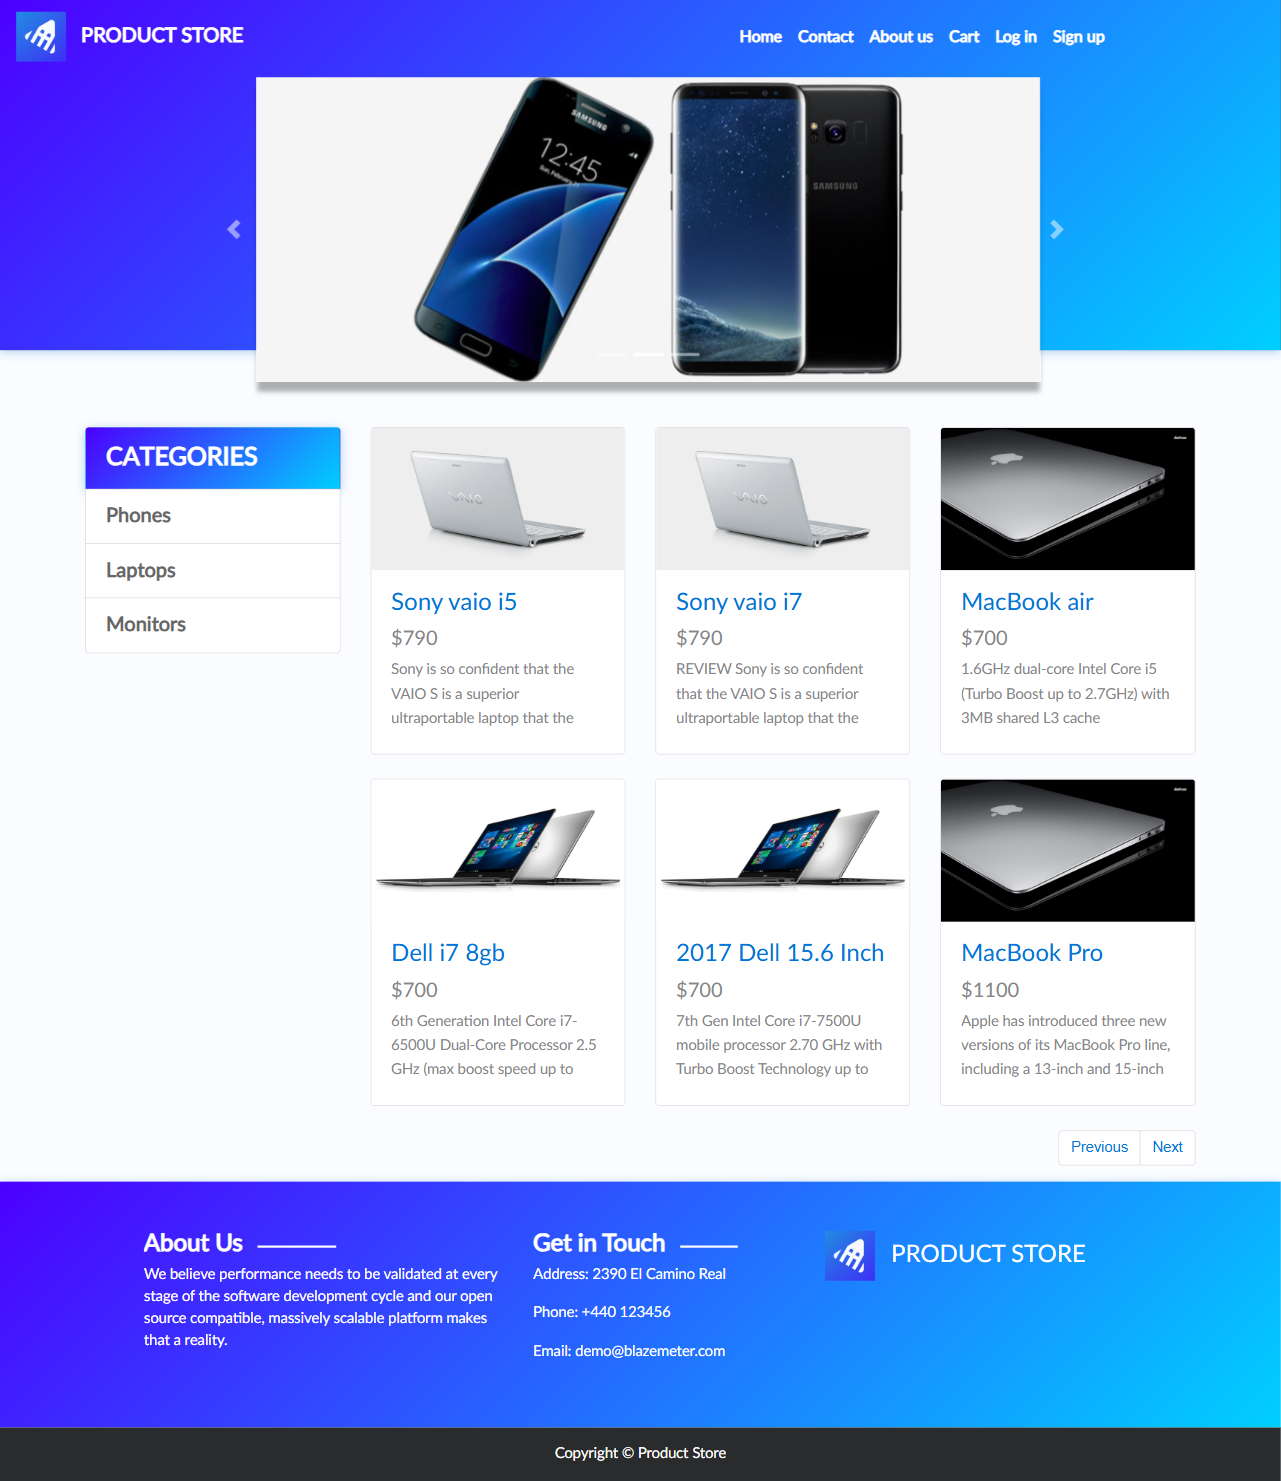 PRODUCT STORE
Home Contact About us Cart Log in Sign up
SAMSUNG
12:45
SAMSUNG
CATEGORIES
Phones
Laptops
Monitors
VAIO
Sony vaio i5
$790
Sony is so confident that the
VAIO S is a superior
ultraportable laptop that the
VAIO
Sony vaio i7
$790
REVIEW Sony is so confident
that the VAIO S is a superior
ultraportable laptop that the
MacBook air
$700
1.6GHz dual-core Intel Core i5
(Turbo Boost up to 2.7GHz) with
3MB shared L3 cache
Dell i7 8gb
$700
6th Generation Intel Core i7-
6500U Dual-Core Processor 2.5
GHz (max boost speed up to
2017 Dell 15.6 Inch
$700
7th Gen Intel Core i7-7500U
mobile processor 2.70 GHz with
Turbo Boost Technology up to
MacBook Pro
$1100
Apple has introduced three new
versions of its MacBook Pro line,
including a 13-inch and 15-inch
Previous Next
About Us
We believe performance needs to be validated at every
stage of the software development cycle and our open
source compatible, massively scalable platform makes
that a reality.
Get in Touch
Address: 2390 El Camino Real
Phone: +440 123456
Email: demo@blazemeter.com
PRODUCT STORE
Copyright © Product Store